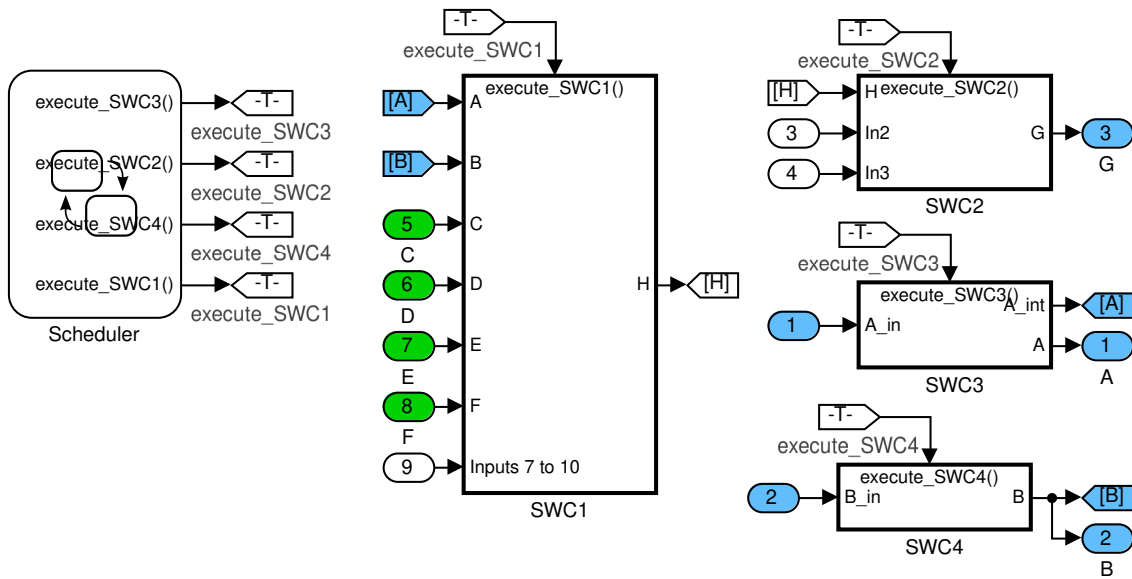 execute_SWC3()
-T-
execute_SWC3
execute_SWC2()
-T-
execute_SWC2
execute_SWC4()
-T-
execute_SWC4
execute_SWC1()
-T-
execute_SWC1
Scheduler
-T-
execute_SWC1
execute_SWC1()
[A]
A
[B]
B
5
C
C
6
D
D
7
E
E
8
F
F
9
Inputs 7 to 10
H
[H]
SWC1
-T-
execute_SWC2
execute_SWC2()
[H]
H
3
In2
4
In3
G
3
G
SWC2
-T-
execute_SWC3
execute_SWC3()
1
A_in
A_int
[A]
A
1
A
SWC3
-T-
execute_SWC4
execute_SWC4()
2
B_in
B
[B]
2
B
SWC4